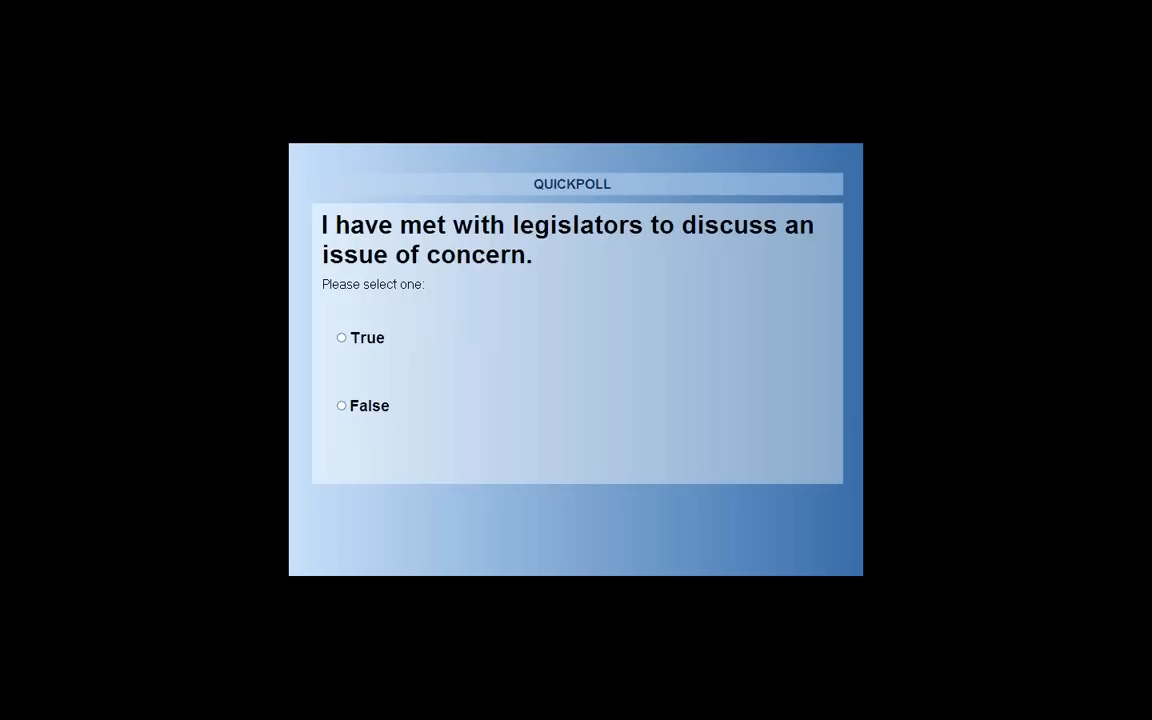 QUICKPOLL
I have met with legislators to discuss an
issue of concern.
Please select one:
True
False